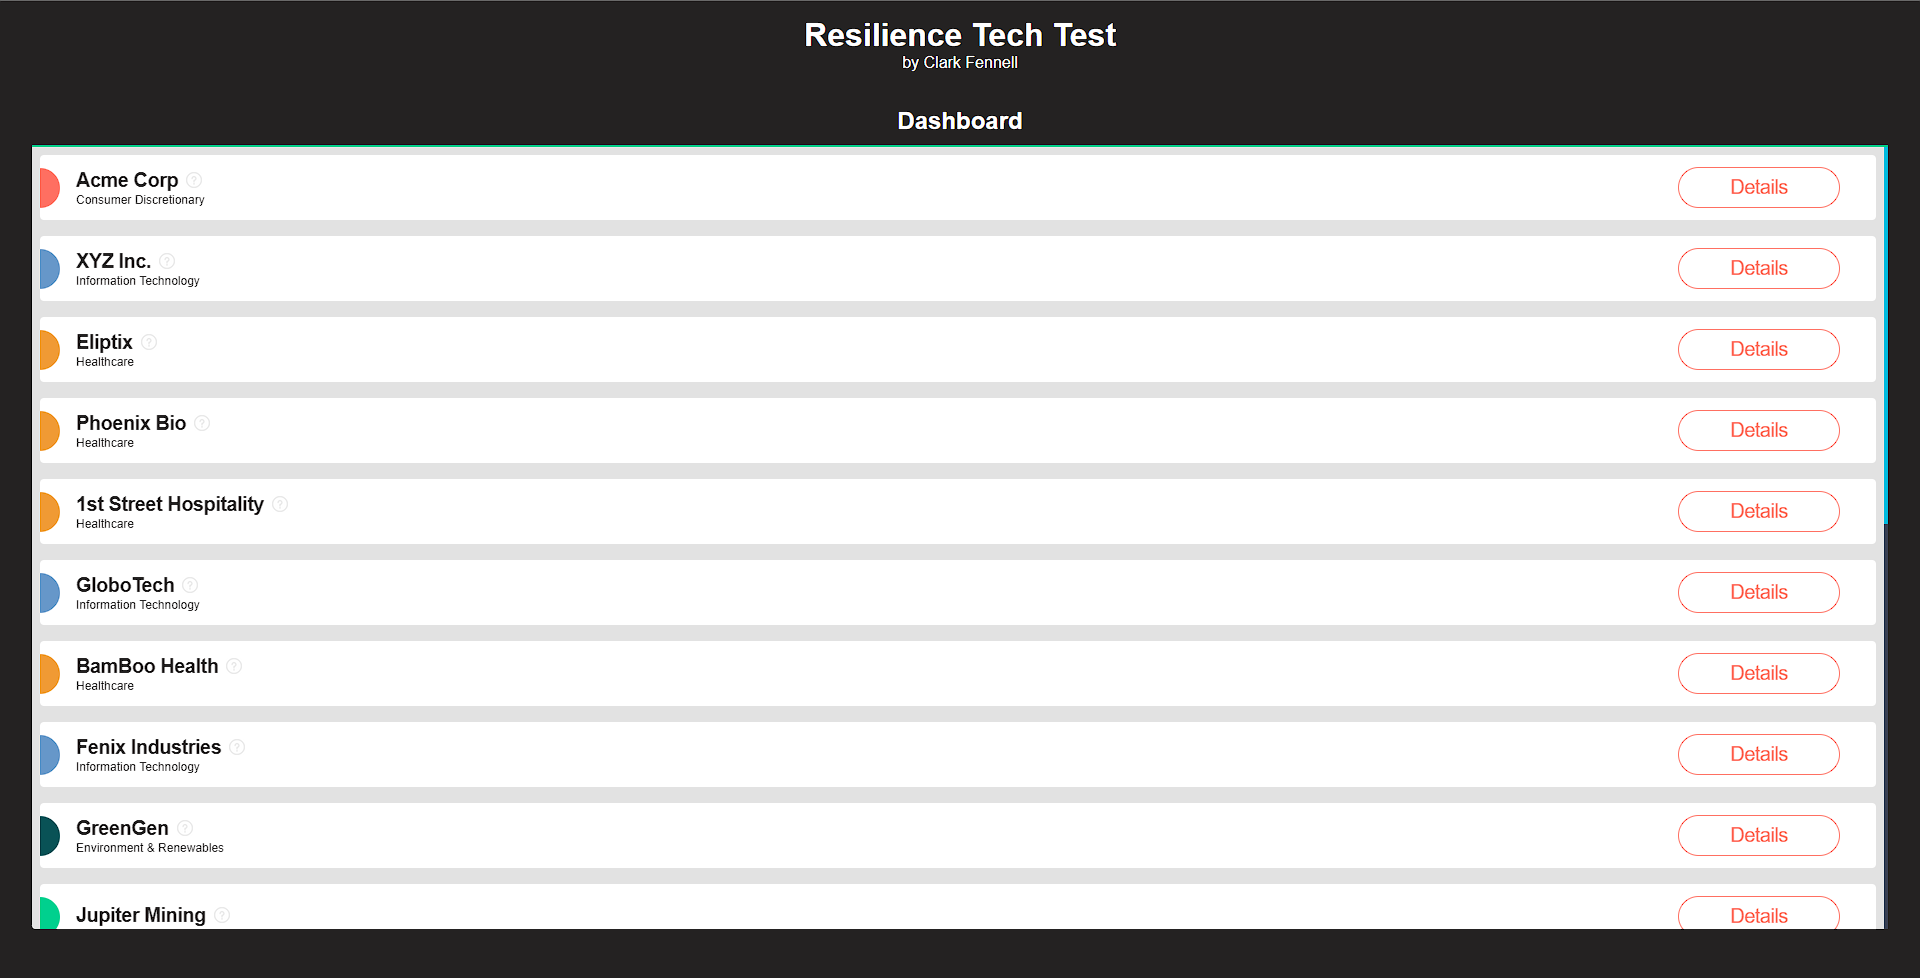 Resilience Tech Test
by Clark Fennell
Dashboard
Acme Corp ?
Consumer Discretionary
Details
XYZ Inc. ?
Information Technology
Details
Eliptix ?
Healthcare
Details
Phoenix Bio ?
Healthcare
Details
1st Street Hospitality ?
Healthcare
Details
GloboTech ?
Information Technology
Details
BamBoo Health ?
Healthcare
Details
Fenix Industries ?
Information Technology
Details
GreenGen ?
Environment & Renewables
Details
Jupiter Mining ?
Details